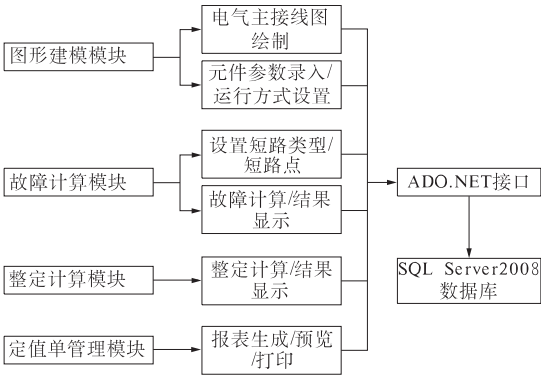 图形建模模块
电气主接线图
绘制
元件参数录入/
运行方式设置
故障计算模块
设置短路类型/
短路点
故障计算/结果
显示
整定计算模块
整定计算/结果
显示
定值单管理模块
报表生成/预览
/打印
ADO.NET接口
SQL Server2008
数据库